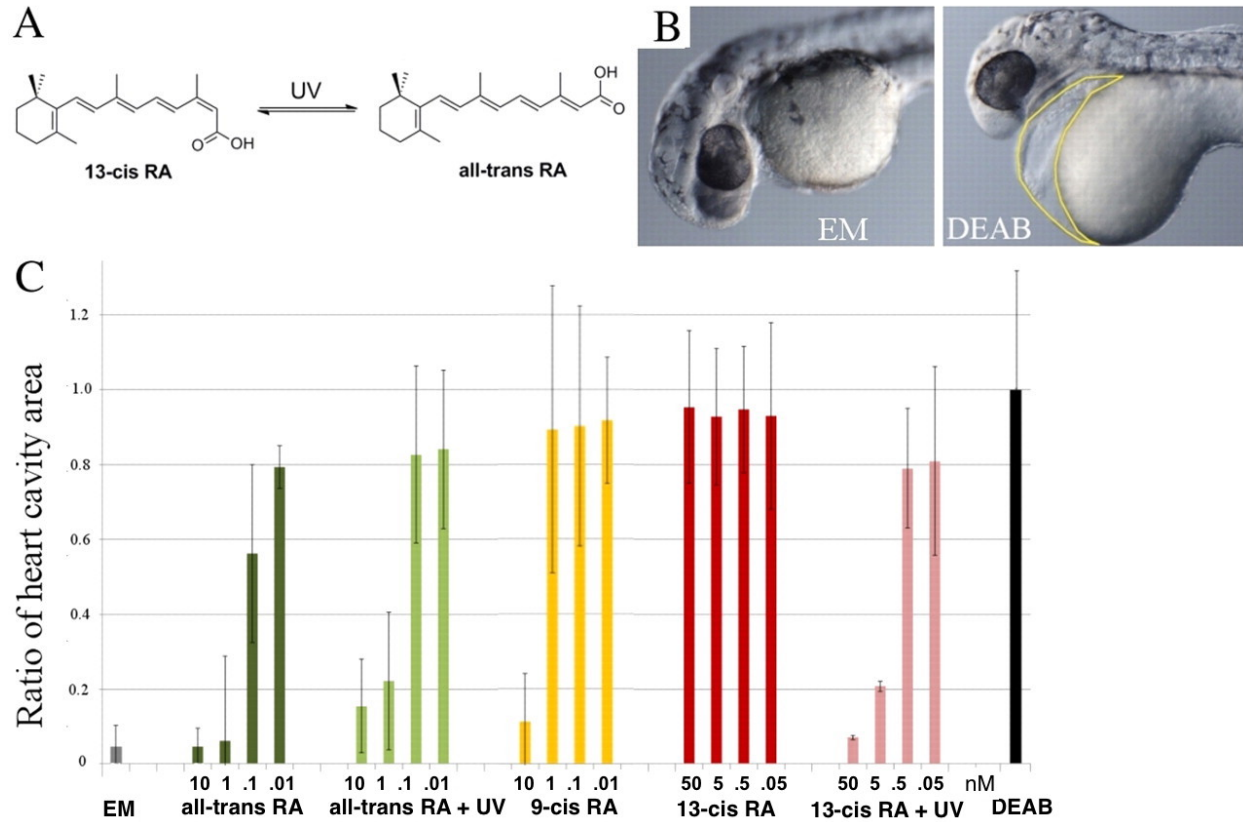 A
UV
OH
O
OH
O
13-cis RA
all-trans RA
B
EM
DEAB
C
Ratio of heart cavity area
1.2
1.0
0.8
0.6
0.4
0.2
0
10 1 .1 .01 10 1 .1 .01 10 1 .1 .01 50 5 .5 .05 50 5 .5 .05 nM
EM all-trans RA all-trans RA + UV 9-cis RA 13-cis RA 13-cis RA + UV DEAB